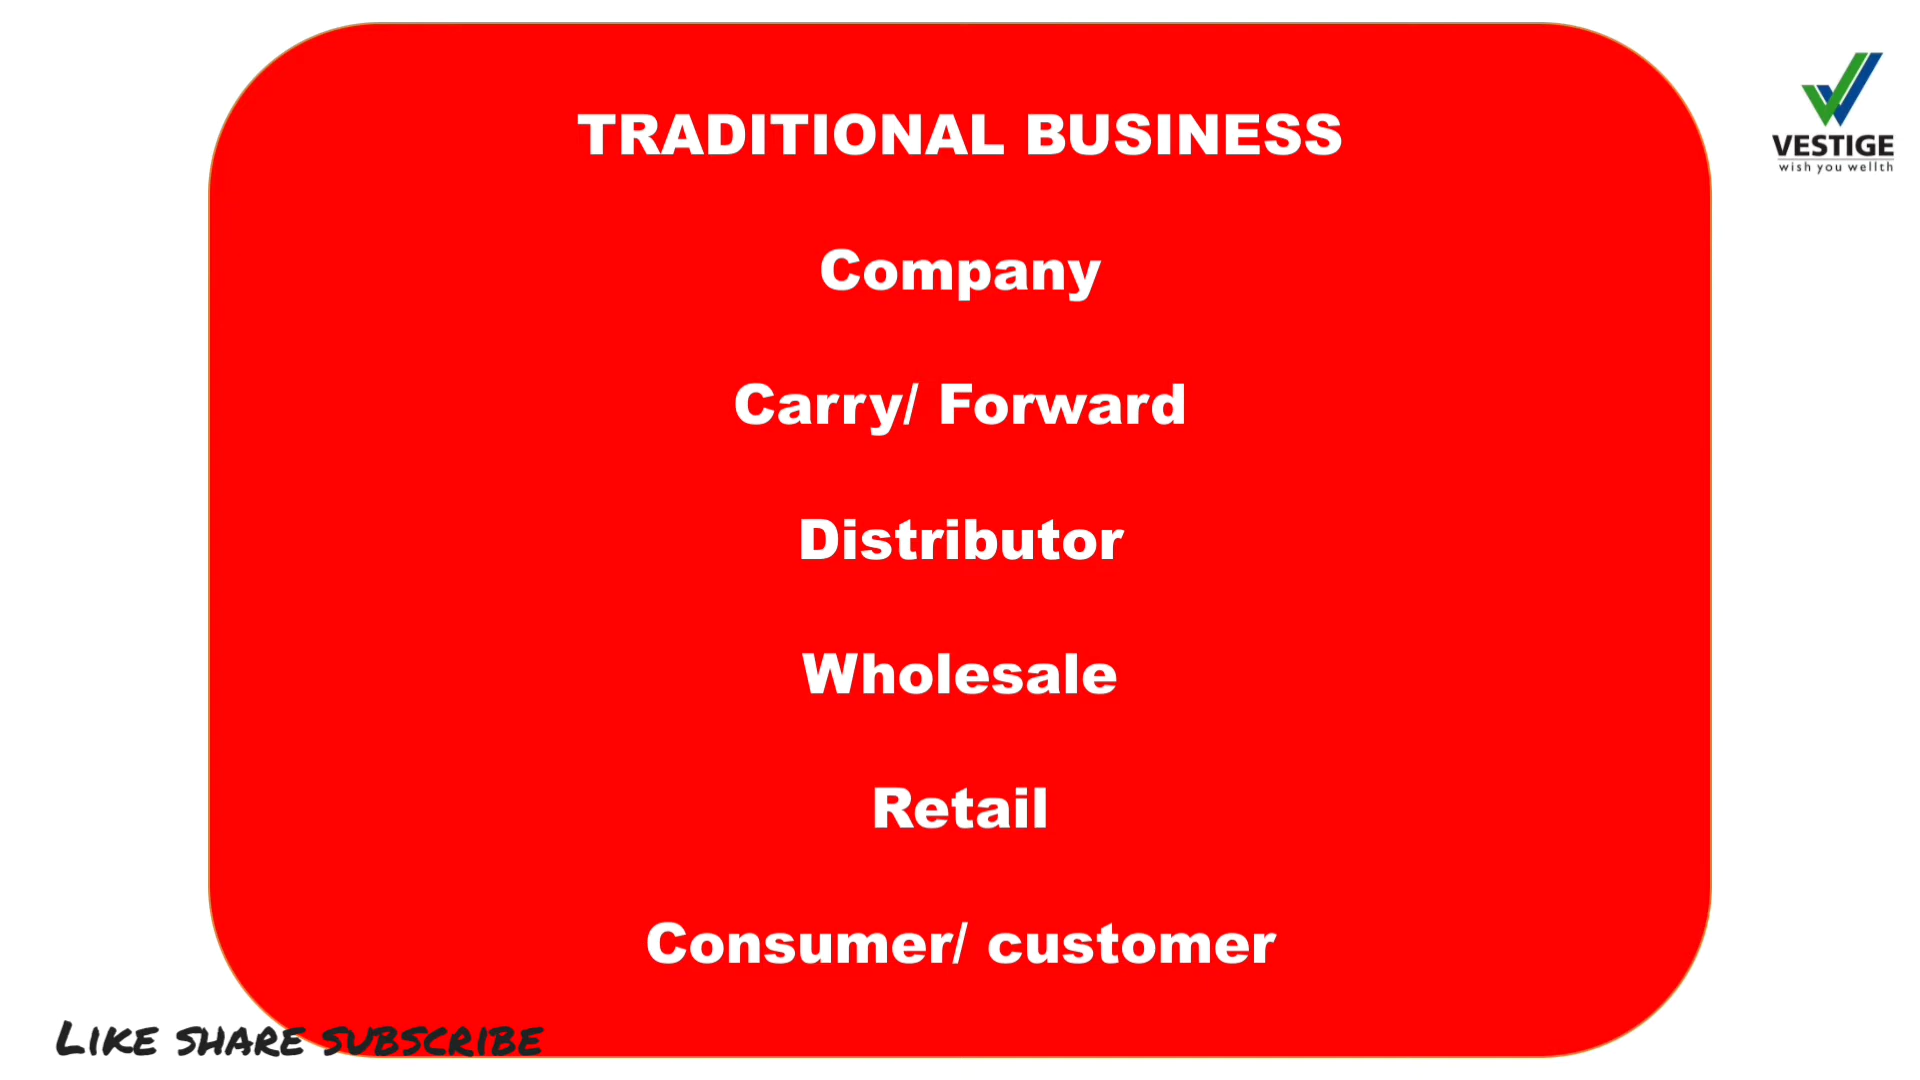 TRADITIONAL BUSINESS
VESTIGE
wish you wellth
Company
Carry/ Forward
Distributor
Wholesale
Retail
Consumer/ customer
LIKE SHARE SUBSCRIBE